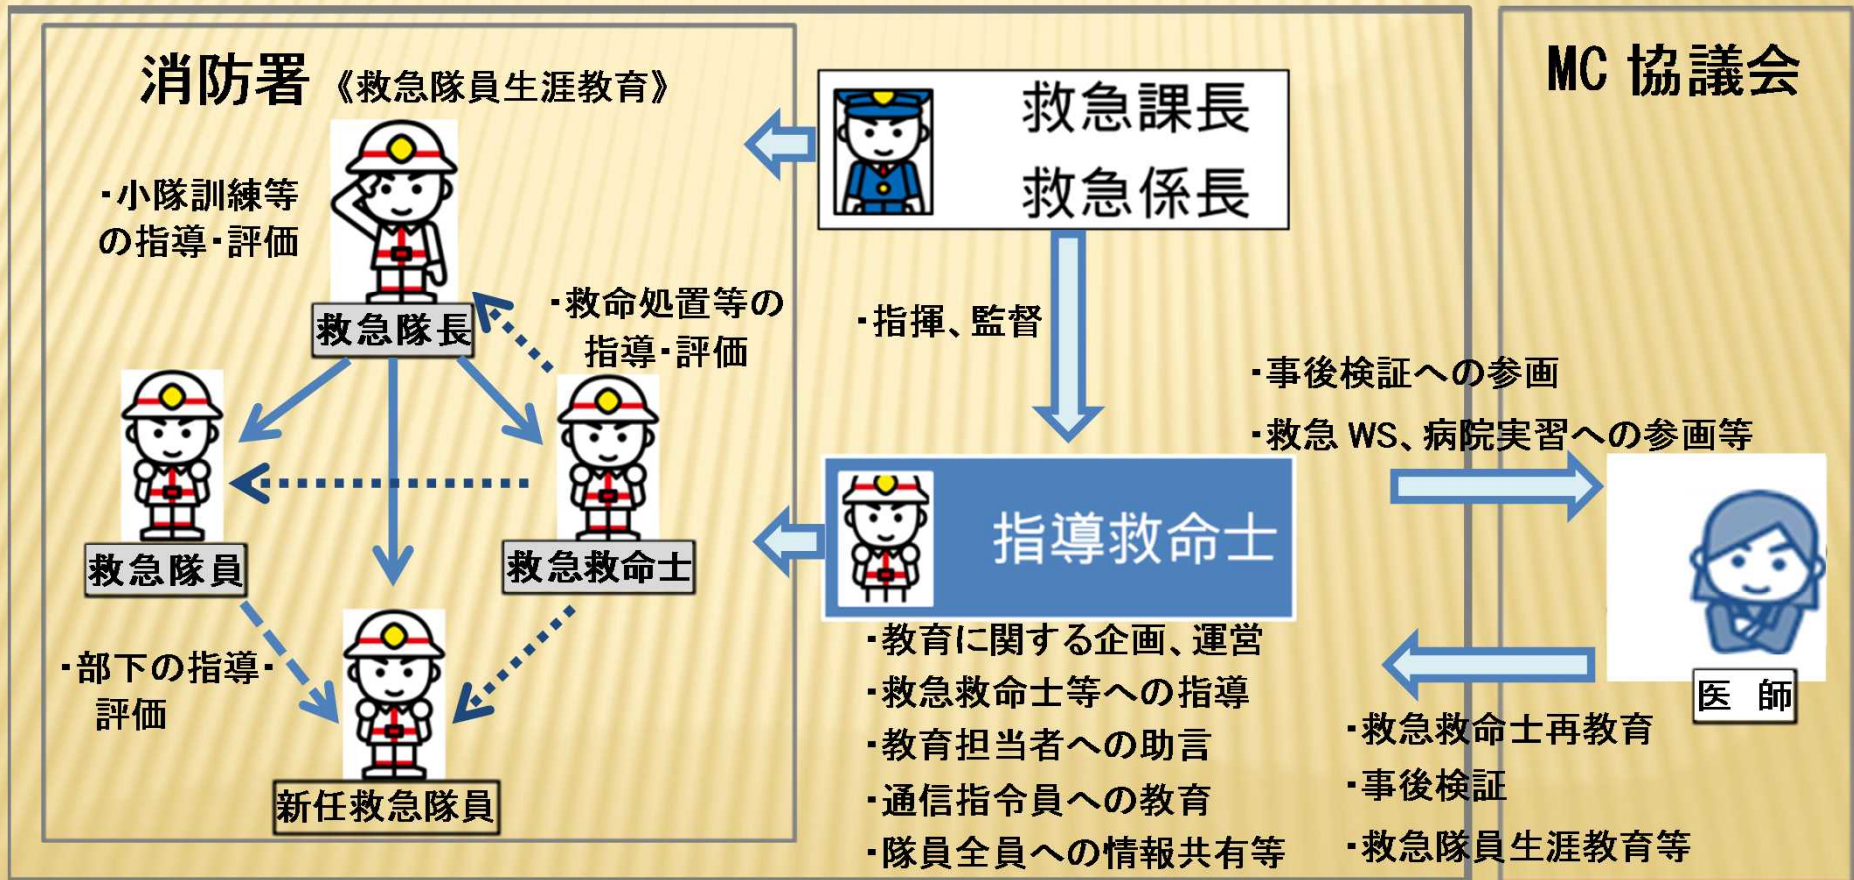 消防署 《救急隊員生涯教育》
・小隊訓練等
の指導・評価
救急隊長
・救命処置等の
指導・評価
救急隊員
救急救命士
・部下の指導・
評価
新任救急隊員
救急課長
救急係長
・指揮、監督
指導救命士
・教育に関する企画、運営
・救急救命士等への指導
・教育担当者への助言
・通信指令員への教育
・隊員全員への情報共有等
MC 協議会
・事後検証への参画
・救急 WS、病院実習への参画等
医 師
・救急救命士再教育
・事後検証
・救急隊員生涯教育等